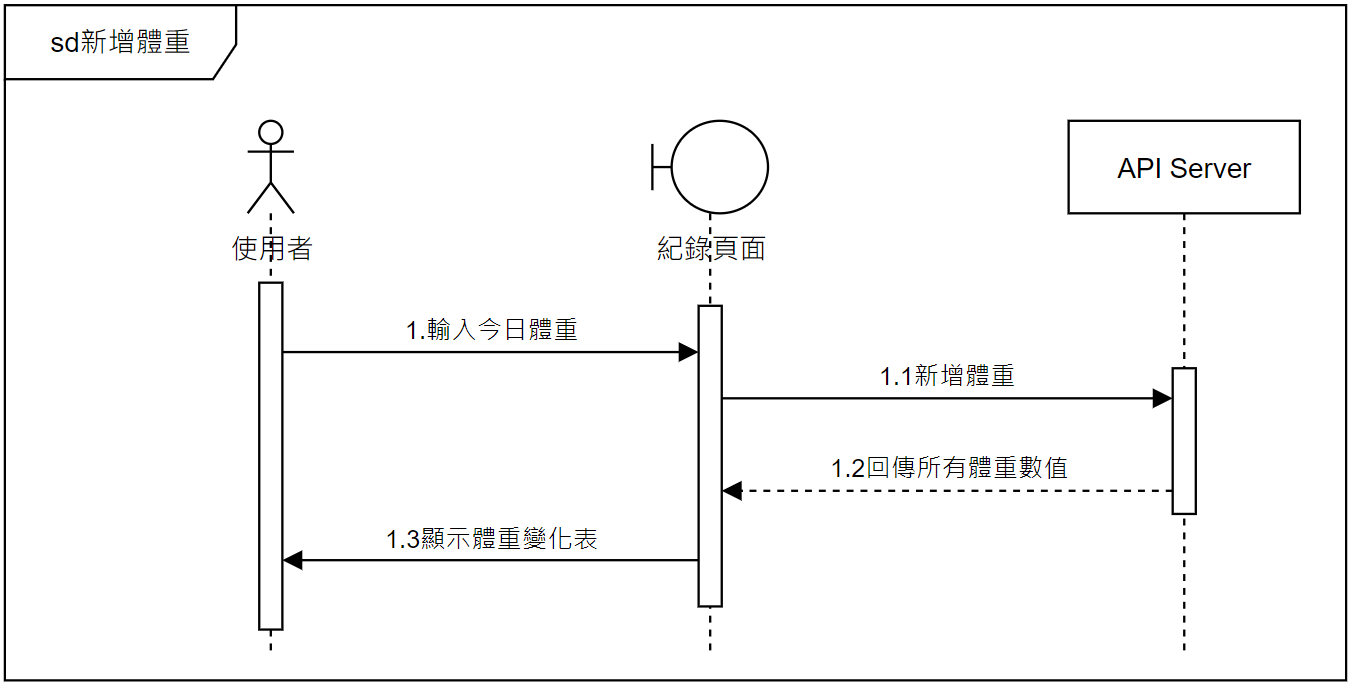 sd新增體重
使用者
紀錄頁面
API Server
1.輸入今日體重
1.1新增體重
1.2回傳所有體重數值
1.3顯示體重變化表